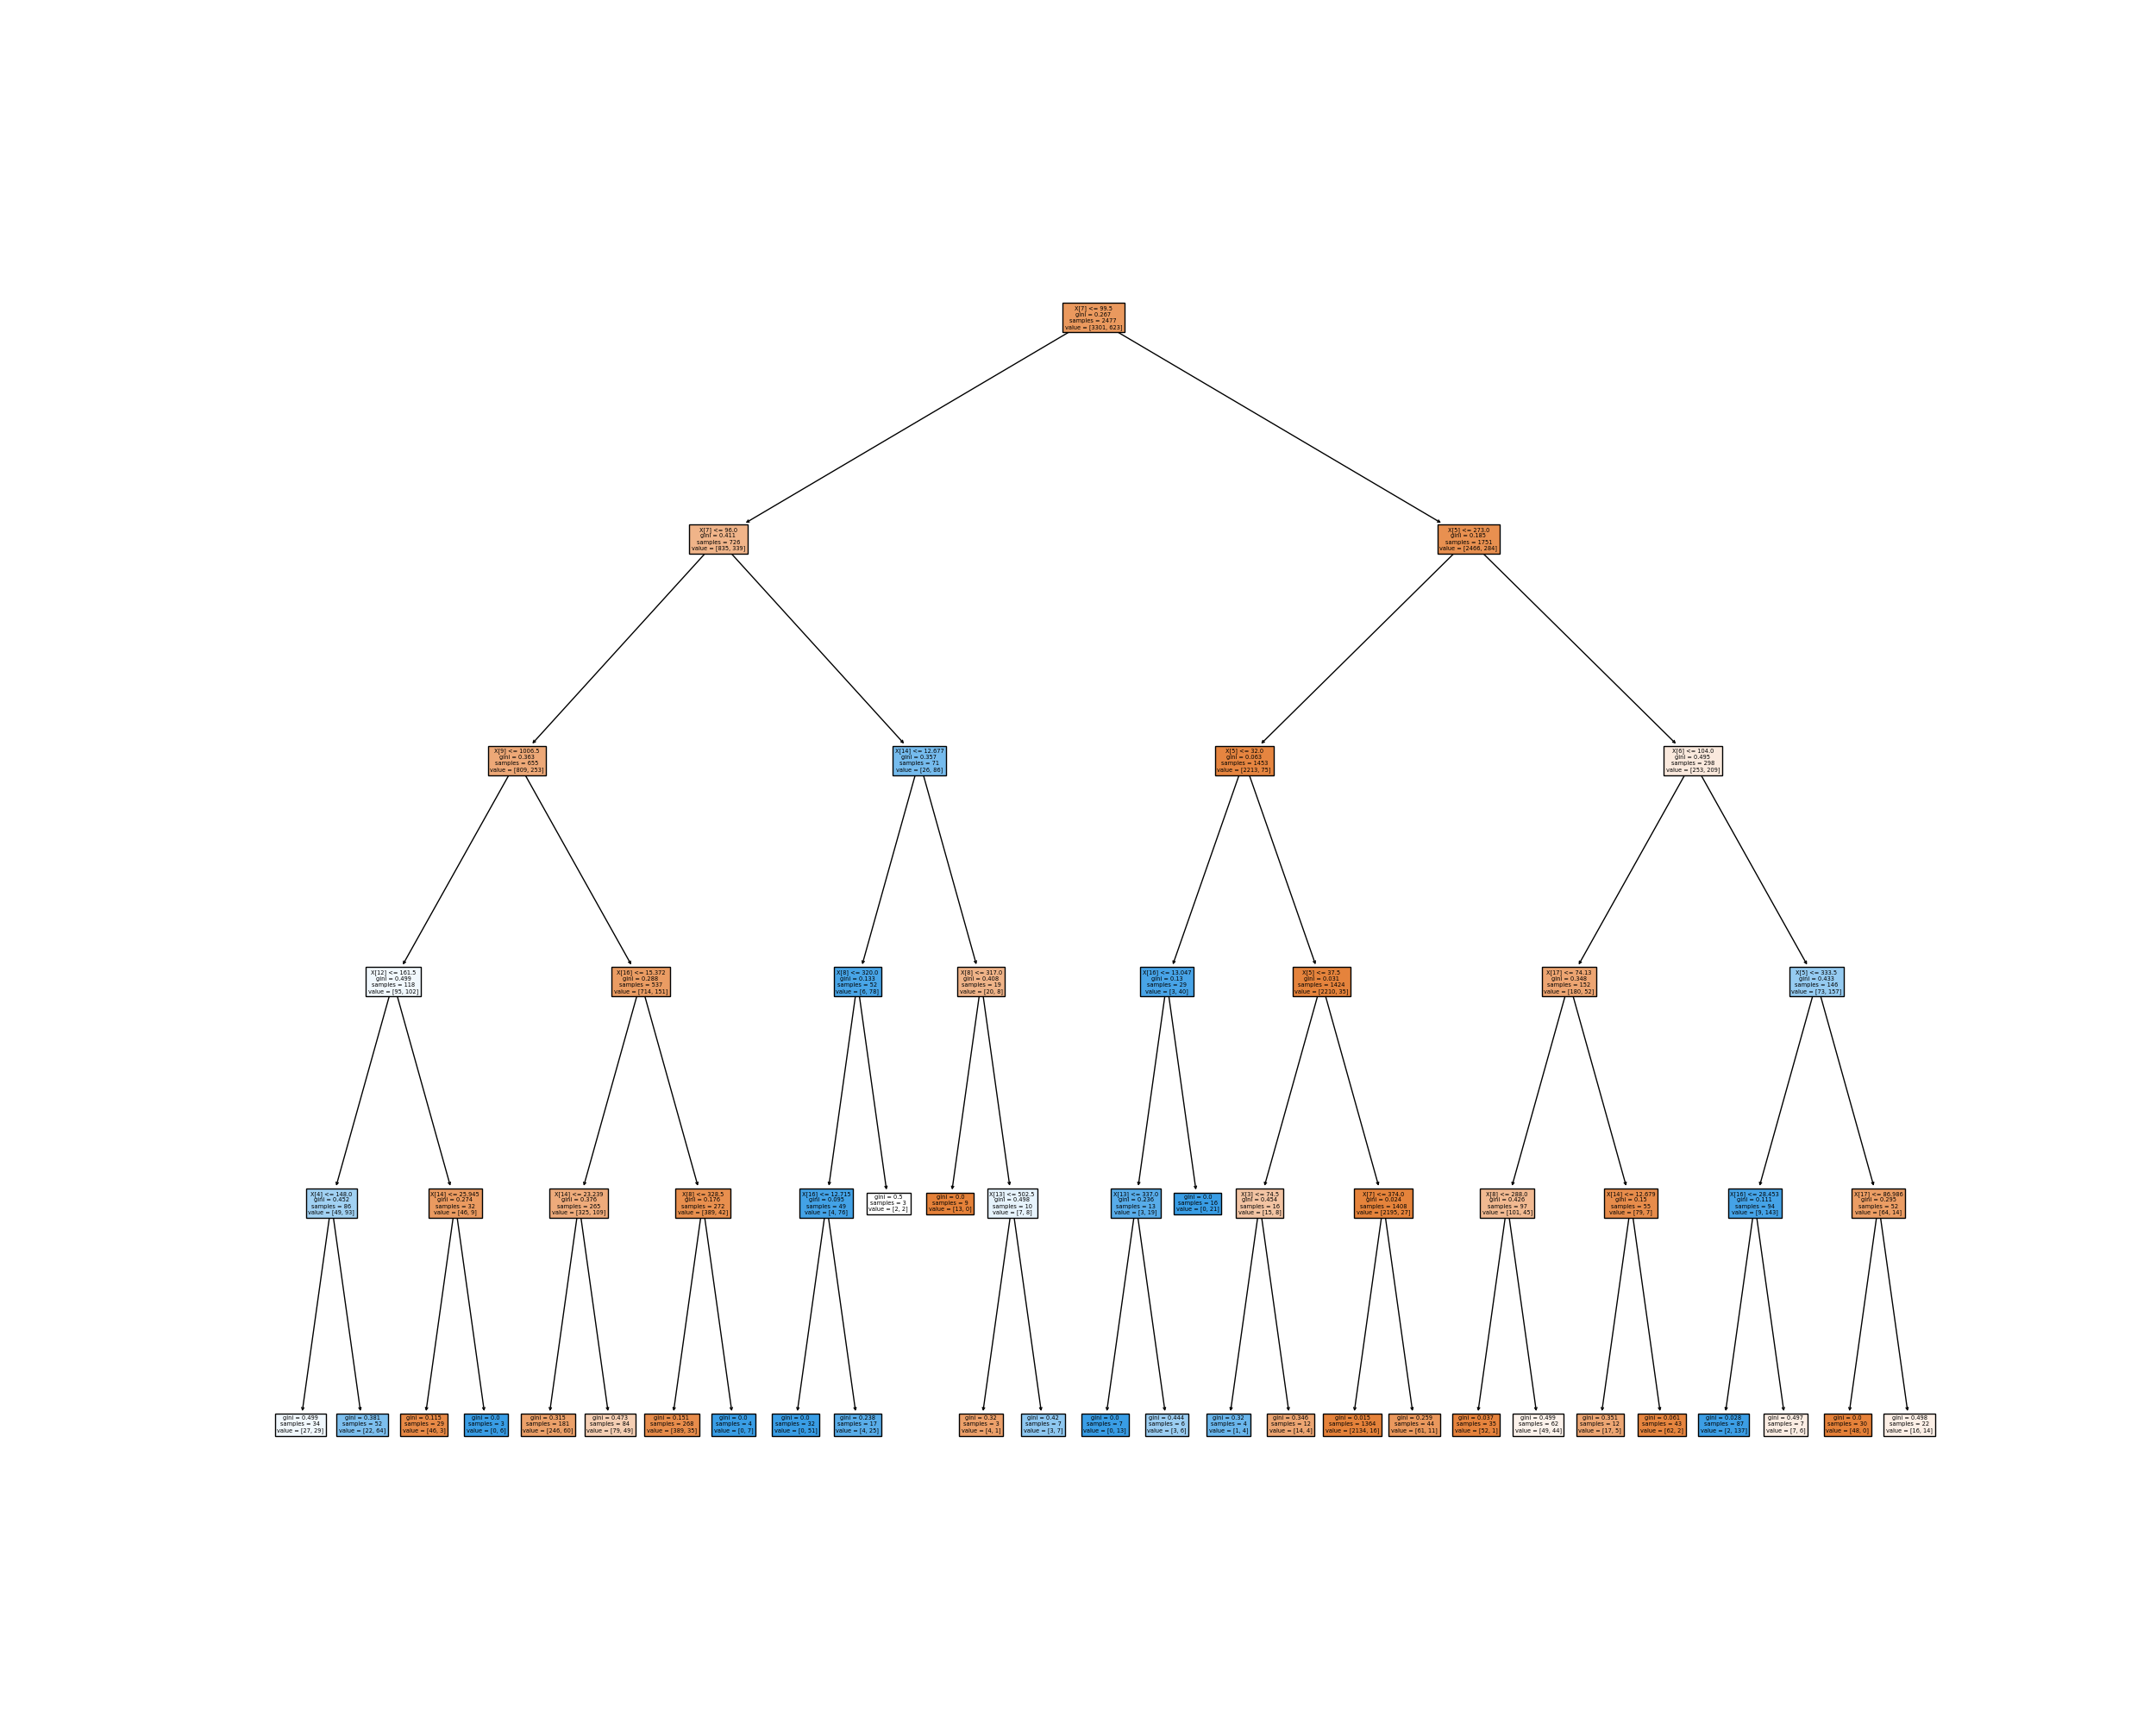 X[7] <= 99.5
gini = 0.267
samples = 2477
value = [3301, 623]
X[7] <= 96.0
gini = 0.411
samples = 726
value = [835, 339]
X[5] <= 273.0
gini = 0.185
samples = 1751
value = [2466, 284]
X[9] <= 1006.5
gini = 0.363
samples = 655
value = [809, 253]
X[14] <= 12.677
gini = 0.357
samples = 71
value = [26, 86]
X[5] <= 32.0
gini = 0.063
samples = 1453
value = [2213, 75]
X[6] <= 104.0
gini = 0.495
samples = 298
value = [253, 209]
X[12] <= 161.5
gini = 0.499
samples = 118
value = [95, 102]
X[16] <= 15.372
gini = 0.288
samples = 537
value = [714, 151]
X[8] <= 320.0
gini = 0.133
samples = 52
value = [6, 78]
X[8] <= 317.0
gini = 0.408
samples = 19
value = [20, 8]
X[16] <= 13.047
gini = 0.13
samples = 29
value = [3, 40]
X[5] <= 37.5
gini = 0.031
samples = 1424
value = [2210, 35]
X[17] <= 74.13
gini = 0.348
samples = 152
value = [180, 52]
X[5] <= 333.5
gini = 0.433
samples = 146
value = [73, 157]
X[4] <= 148.0
gini = 0.452
samples = 86
value = [49, 93]
X[14] <= 25.945
gini = 0.274
samples = 32
value = [46, 9]
X[14] <= 23.239
gini = 0.376
samples = 265
value = [325, 109]
X[8] <= 328.5
gini = 0.176
samples = 272
value = [389, 42]
X[16] <= 12.715
gini = 0.095
samples = 49
value = [4, 76]
gini = 0.5
samples = 3
value = [2, 2]
gini = 0.0
samples = 9
value = [13, 0]
X[13] <= 502.5
gini = 0.498
samples = 10
value = [7, 8]
X[13] <= 337.0
gini = 0.236
samples = 13
value = [3, 19]
gini = 0.0
samples = 16
value = [0, 21]
X[3] <= 74.5
gini = 0.454
samples = 16
value = [15, 8]
X[7] <= 374.0
gini = 0.024
samples = 1408
value = [2195, 27]
X[8] <= 288.0
gini = 0.426
samples = 97
value = [101, 45]
X[14] <= 12.679
gini = 0.15
samples = 55
value = [79, 7]
X[16] <= 28.453
gini = 0.111
samples = 94
value = [9, 143]
X[17] <= 86.986
gini = 0.295
samples = 52
value = [64, 14]
gini = 0.499
samples = 34
value = [27, 29]
gini = 0.381
samples = 52
value = [22, 64]
gini = 0.115
samples = 29
value = [46, 3]
gini = 0.0
samples = 3
value = [0, 6]
gini = 0.315
samples = 181
value = [246, 60]
gini = 0.473
samples = 84
value = [79, 49]
gini = 0.151
samples = 268
value = [389, 35]
gini = 0.0
samples = 4
value = [0, 7]
gini = 0.0
samples = 32
value = [0, 51]
gini = 0.238
samples = 17
value = [4, 25]
gini = 0.32
samples = 3
value = [4, 1]
gini = 0.42
samples = 7
value = [3, 7]
gini = 0.0
samples = 7
value = [0, 13]
gini = 0.444
samples = 6
value = [3, 6]
gini = 0.32
samples = 4
value = [1, 4]
gini = 0.346
samples = 12
value = [14, 4]
gini = 0.015
samples = 1364
value = [2134, 16]
gini = 0.259
samples = 44
value = [61, 11]
gini = 0.037
samples = 35
value = [52, 1]
gini = 0.499
samples = 62
value = [49, 44]
gini = 0.351
samples = 12
value = [17, 5]
gini = 0.061
samples = 43
value = [62, 2]
gini = 0.028
samples = 87
value = [2, 137]
gini = 0.497
samples = 7
value = [7, 6]
gini = 0.0
samples = 30
value = [48, 0]
gini = 0.498
samples = 22
value = [16, 14]